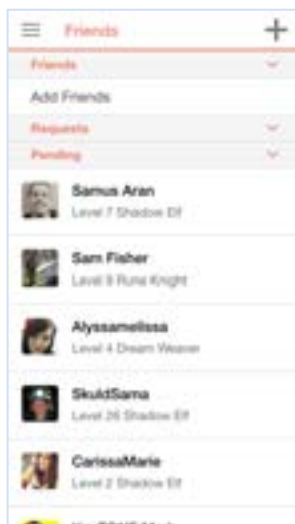 Friends
Friends
Add Friends
Requests
Pending
Samus Aran
Level 7 Shadow Elf
Sam Fisher
Level 9 Rune Knight
Alyssamelissa
Level 4 Dream Weaver
SkuldSama
Level 26 Shadow Elf
CarissaMarie
Level 2 Shadow Elf